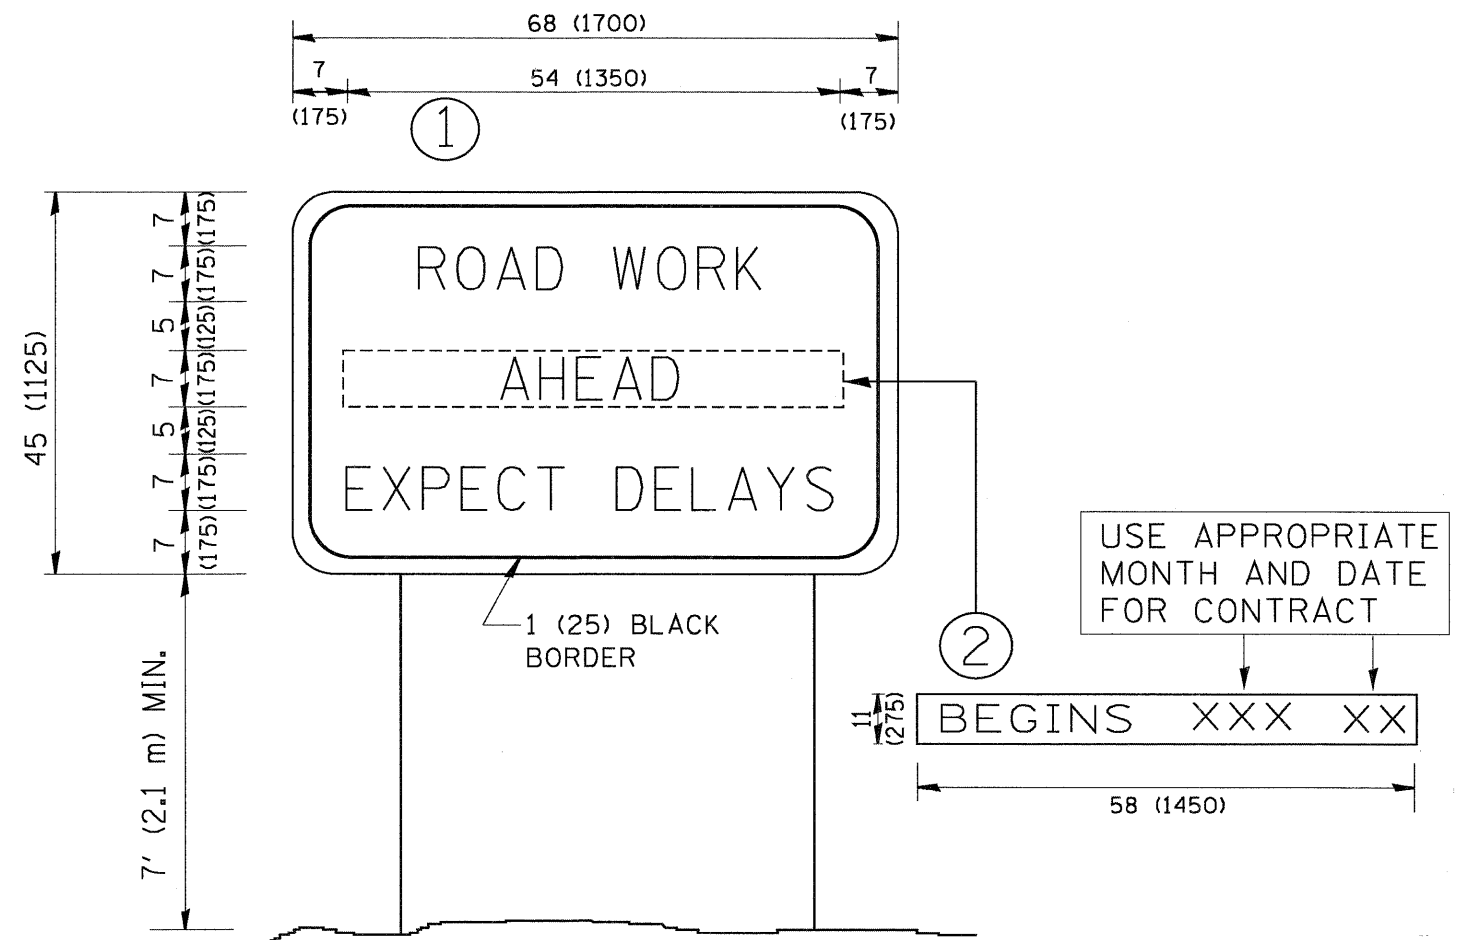 68 (1700)
7
54 (1350)
7
(175)
(175)
1
45 (1125)
7 (175)
7 (175)
5 (125)
7 (175)
5 (125)
7 (175)
7 (175)
ROAD WORK
AHEAD
EXPECT DELAYS
1 (25) BLACK
BORDER
7' (2.1 m) MIN.
2
USE APPROPRIATE
MONTH AND DATE
FOR CONTRACT
11
(275)
BEGINS XXX XX
58 (1450)